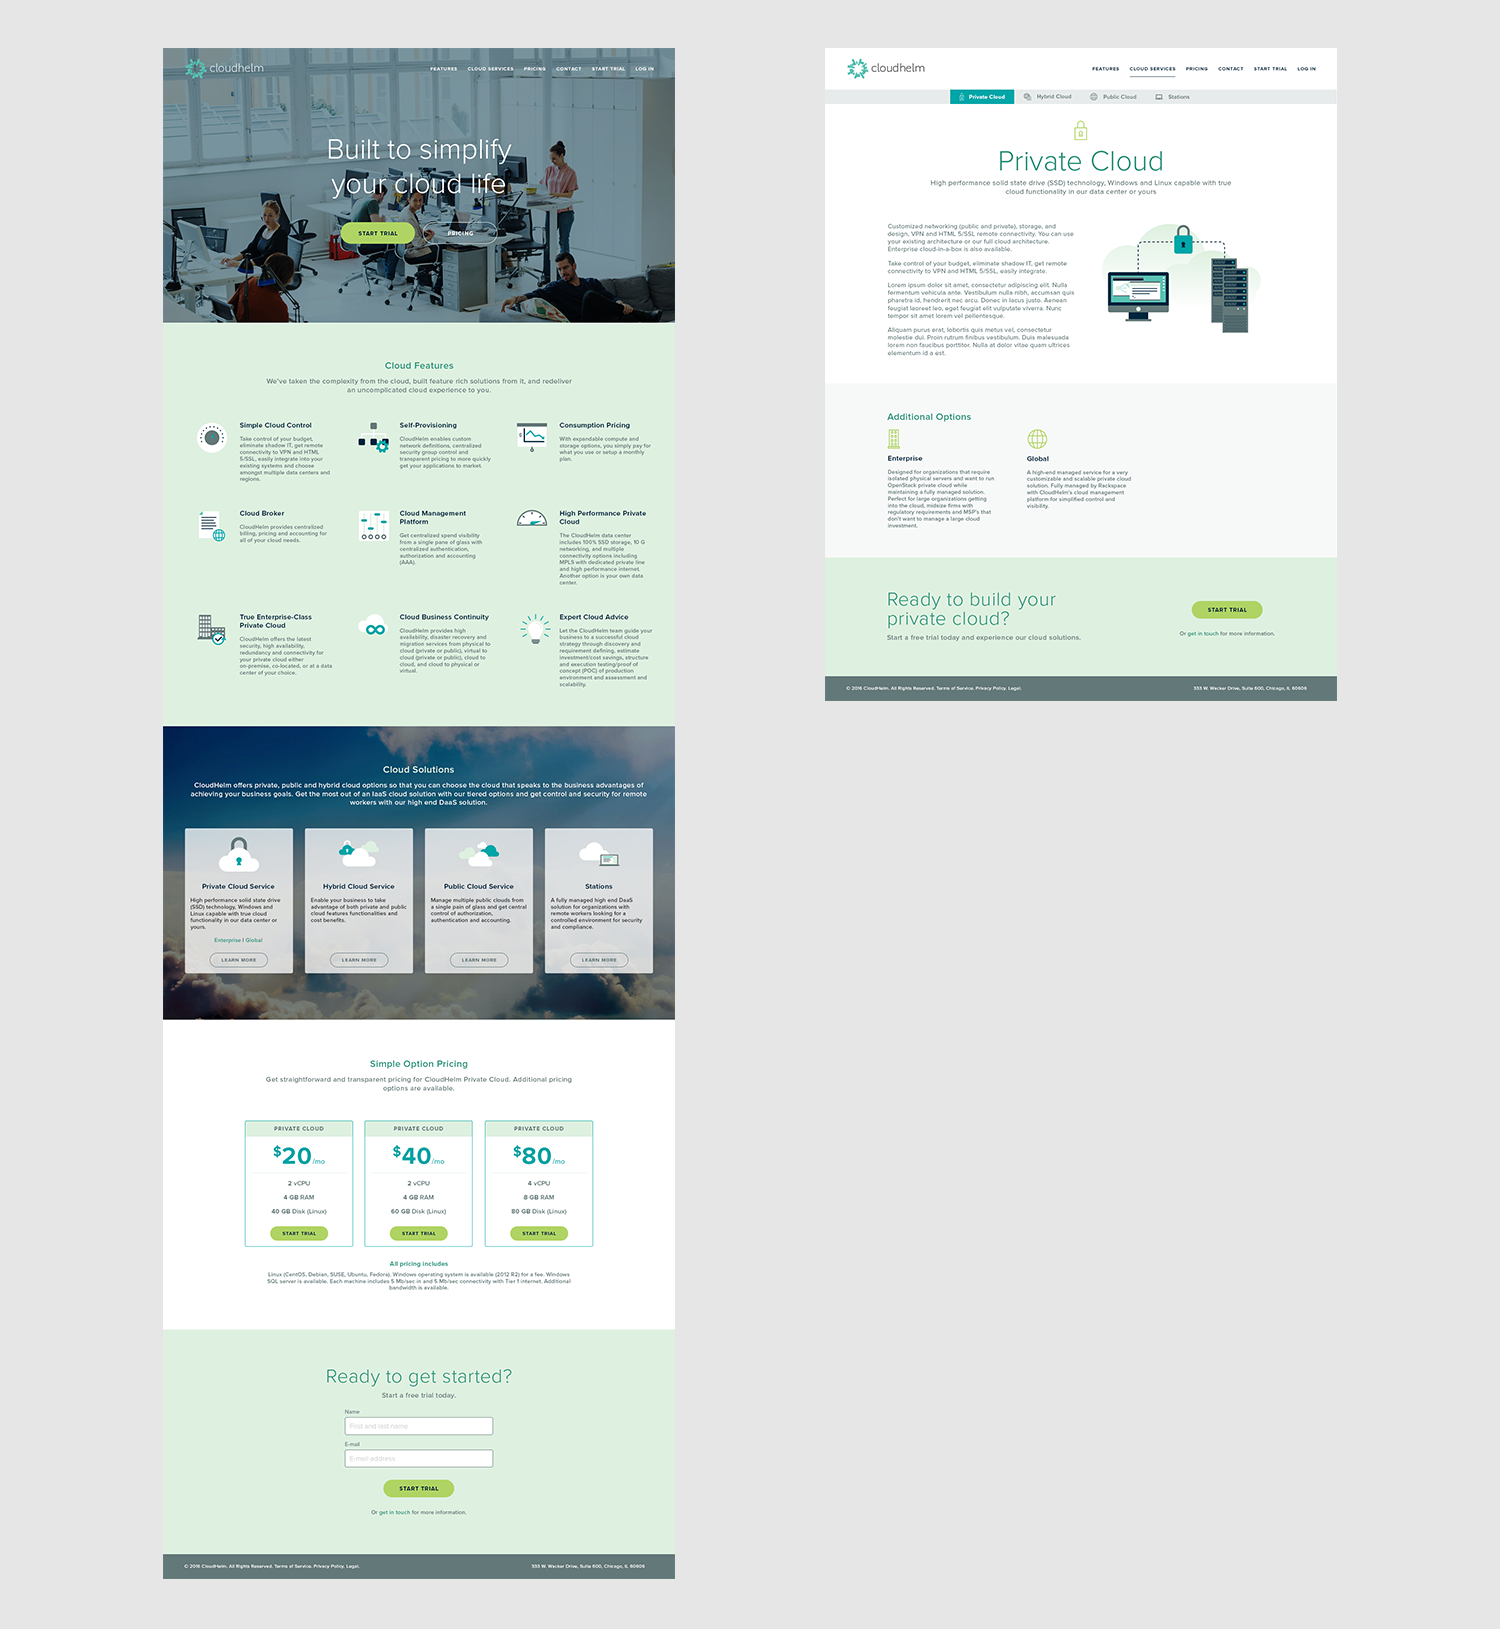 cloudhelm
FEATURES CLOUD SERVICES PRICING CONTACT START TRIAL LOG IN
Built to simplify
your cloud life
START TRIAL PRICING
Cloud Features
We've taken the complexity from the cloud, built feature rich solutions from it, and redeliver
an uncomplicated cloud experience to you.
Simple Cloud Control
Take control of your budget,
eliminate shadow IT, get remote
connectivity to VPN and HTML
5/SSL, easily integrate into your
existing systems and choose
amongst multiple data centers and
regions.
Self-Provisioning
CloudHelm enables custom
network definitions, centralized
security group control and
transparent pricing to more quickly
get your applications to market.
Consumption Pricing
With expandable compute and
storage options, you simply pay for
what you use or setup a monthly
plan.
Cloud Broker
CloudHelm provides centralized
billing, pricing and accounting for
all of your cloud needs.
Cloud Management
Platform
Get centralized spend visibility
from a single pane of glass with
centralized authentication,
authorization and accounting
(AAA).
High Performance Private
Cloud
The CloudHelm data center
includes 100% SSD storage, 10 G
networking, and multiple
connectivity options including
MPLS with dedicated private line
and high performance internet.
Another option is your own data
center.
True Enterprise-Class
Private Cloud
CloudHelm offers the latest
security, high availability,
redundancy and connectivity for
your private cloud either
on-premise, co-located, or at a data
center of your choice.
Cloud Business Continuity
CloudHelm provides high
availability, disaster recovery and
migration services from physical to
cloud (private or public), virtual to
cloud (private or public), cloud to
cloud, and cloud to physical or
virtual.
Expert Cloud Advice
Let the CloudHelm team guide your
business to a successful cloud
strategy through discovery and
requirement defining, estimate
investment/cost savings, structure
and execution testing/proof of
concept (POC) of production
environment and assessment and
scalability.
Cloud Solutions
CloudHelm offers private, public and hybrid cloud options so that you can choose the cloud that speaks to the business advantages of
achieving your business goals. Get the most out of an IaaS cloud solution with our tiered options and get control and security for remote
workers with our high end DaaS solution.
Private Cloud Service
High performance solid state drive
(SSD) technology, Windows and
Linux capable with true cloud
functionality in our data center or
yours.
Enterprise | Global
LEARN MORE
Hybrid Cloud Service
Enable your business to take
advantage of both private and public
cloud features functionalities and
cost benefits.
LEARN MORE
Public Cloud Service
Manage multiple public clouds from
a single pain of glass and get central
control of authorization,
authentication and accounting.
LEARN MORE
Stations
A fully managed high end DaaS
solution for organizations with
remote workers looking for a
controlled environment for security
and compliance.
LEARN MORE
Simple Option Pricing
Get straightforward and transparent pricing for CloudHelm Private Cloud. Additional pricing
options are available.
PRIVATE CLOUD
$20/mo
2 vCPU
4 GB RAM
40 GB Disk (Linux)
START TRIAL
PRIVATE CLOUD
$40/mo
2 vCPU
4 GB RAM
60 GB Disk (Linux)
START TRIAL
PRIVATE CLOUD
$80/mo
4 vCPU
8 GB RAM
80 GB Disk (Linux)
START TRIAL
All pricing includes
Linux (CentOS, Debian, SUSE, Ubuntu, Fedora). Windows operating system is available (2012 R2) for a fee. Windows
SQL server is available. Each machine includes 5 Mb/sec in and 5 Mb/sec connectivity with Tier 1 internet. Additional
bandwidth is available.
Ready to get started?
Start a free trial today.
Name
First and last name
E-mail
E-mail address
START TRIAL
Or get in touch for more information.
© 2016 CloudHelm. All Rights Reserved. Terms of Service. Privacy Policy. Legal.
333 W. Wacker Drive, Suite 600, Chicago, IL 60606
cloudhelm
FEATURES CLOUD SERVICES PRICING CONTACT START TRIAL LOG IN
Private Cloud Hybrid Cloud Public Cloud Stations
Private Cloud
High performance solid state drive (SSD) technology, Windows and Linux capable with true
cloud functionality in our data center or yours
Customized networking (public and private), storage, and
design, VPN and HTML 5/SSL remote connectivity. You can use
your existing architecture or our full cloud architecture.
Enterprise cloud-in-a-box is also available.
Take control of your budget, eliminate shadow IT, get remote
connectivity to VPN and HTML 5/SSL, easily integrate.
Lorem ipsum dolor sit amet, consectetur adipiscing elit. Nulla
fermentum vehicula ante. Vestibulum nulla nibh, accumsan quis
pharetra id, hendrerit nec arcu. Donec in lacus justo. Aenean
feugiat laoreet leo, eget feugiat elit vulputate viverra. Nunc
tempor sit amet lorem vel pellentesque.
Aliquam purus erat, lobortis quis metus vel, consectetur
molestie dui. Proin rutrum finibus vestibulum. Duis malesuada
lorem non faucibus porttitor. Nulla at dolor vitae quam ultrices
elementum id a est.
Additional Options
Enterprise
Designed for organizations that require
isolated physical servers and want to run
OpenStack private cloud while
maintaining a fully managed solution.
Perfect for large organizations getting
into the cloud, midsize firms with
regulatory requirements and MSP's that
don't want to manage a large cloud
investment.
Global
A high-end managed service for a very
customizable and scalable private cloud
solution. Fully managed by Rackspace
with CloudHelm's cloud management
platform for simplified control and
visibility.
Ready to build your
private cloud?
Start a free trial today and experience our cloud solutions.
START TRIAL
Or get in touch for more information.
© 2016 CloudHelm. All Rights Reserved. Terms of Service. Privacy Policy. Legal.
333 W. Wacker Drive, Suite 600, Chicago, IL 60606